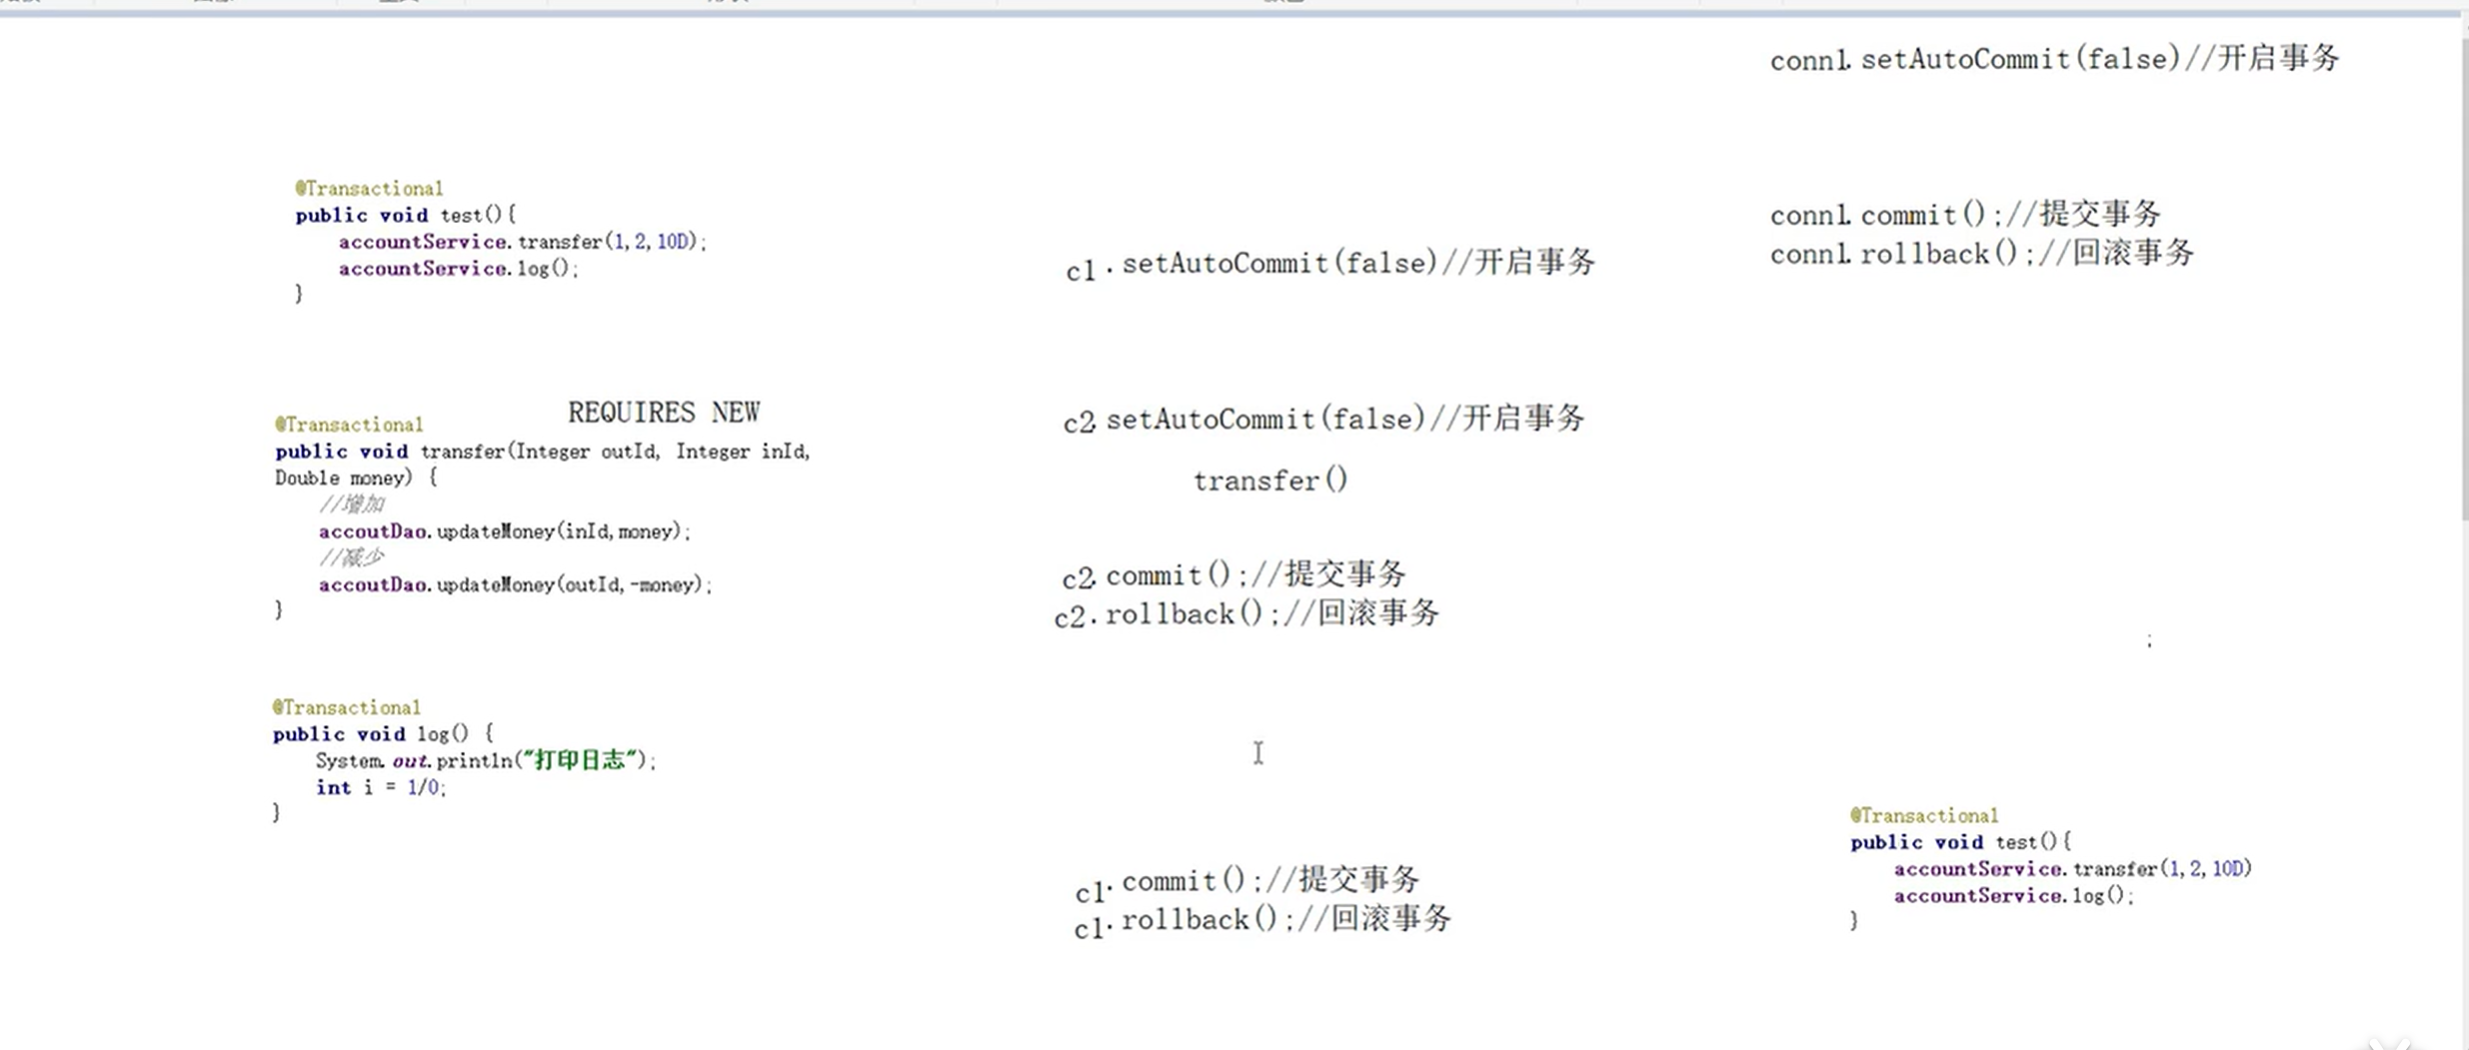 @Transactional
public void test(){
accountService.transfer(1,2,10D);
accountService.log();
}
REQUIRES NEW
@Transactional
public void transfer(Integer outId, Integer inId,
Double money) {
//增加
accoutDao.updateMoney(inId,money);
//减少
accoutDao.updateMoney(outId,-money);
}
@Transactional
public void log() {
System.out.println("打印日志");
int i = 1/0;
}
c1.setAutoCommit(false)//开启事务
c2 setAutoCommit(false)//开启事务
transfer()
c2 commit();//提交事务
c2.rollback();//回滚事务
c1.commit();//提交事务
c1.rollback();//回滚事务
conn1.setAutoCommit(false)//开启事务
conn1.commit();//提交事务
conn1.rollback();//回滚事务
;
@Transactional
public void test(){
accountService.transfer(1,2,10D)
accountService.log();
}